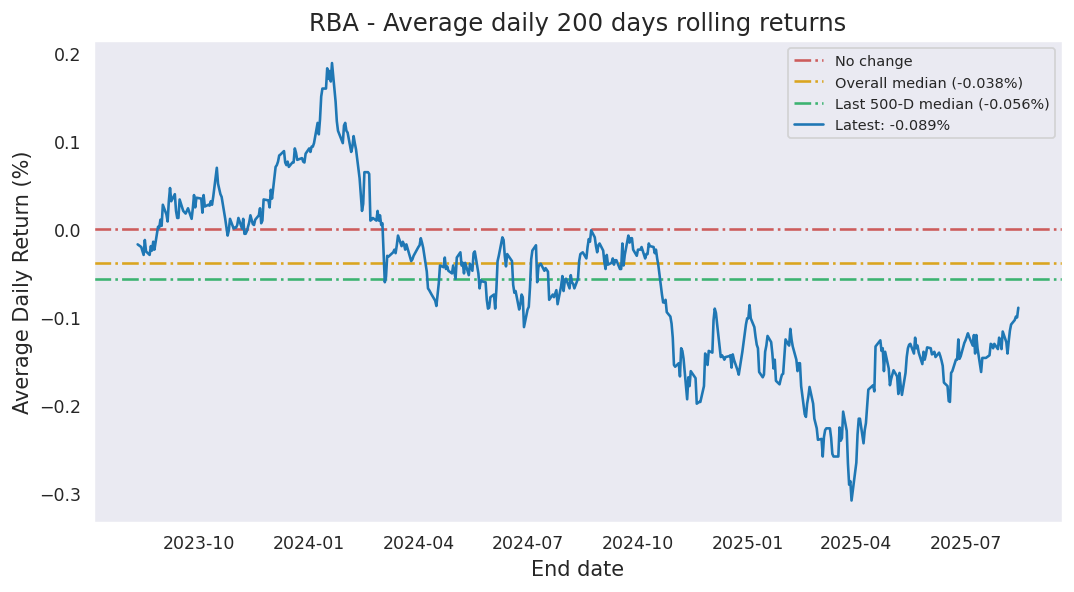 RBA - Average daily 200 days rolling returns
No change
Overall median (-0.038%)
Last 500-D median (-0.056%)
Latest: -0.089%
Average Daily Return (%)
0.2
0.1
0.0
−0.1
−0.2
−0.3
2023-10
2024-01
2024-04
2024-07
2024-10
2025-01
2025-04
2025-07
End date